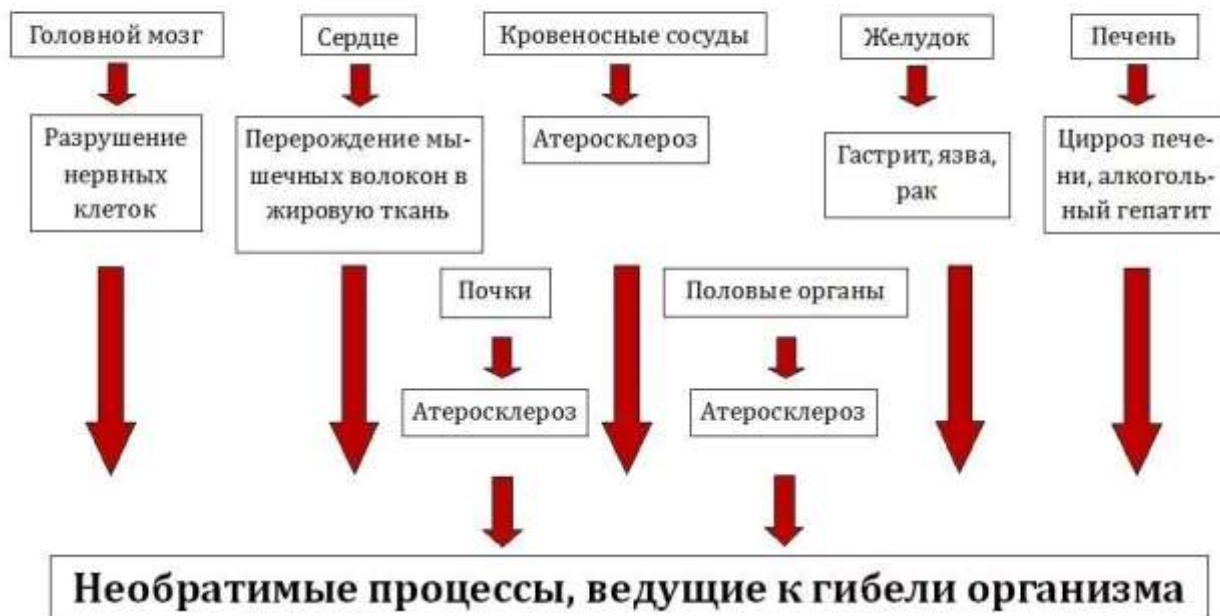 Головной мозг
Сердце
Кровеносные сосуды
Желудок
Печень
Разрушение
нервных
клеток
Перерождение мы-
шечных волокон в
жировую ткань
Атеросклероз
Гастрит, язва,
рак
Цирроз пече-
ни, алкоголь-
ный гепатит
Почки
Половые органы
Атеросклероз
Атеросклероз
Необратимые процессы, ведущие к гибели организма